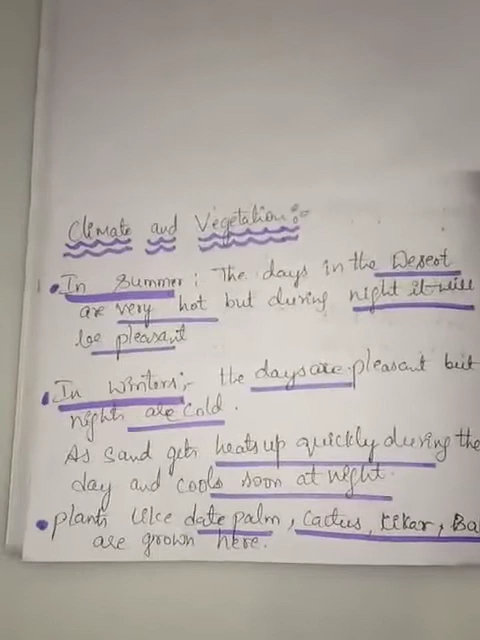 Climate and Vegetation:-
In Summer: The days in the Desert
are very hot but during night it will
be pleasant
In Winters:- the days are pleasant but
nights are cold.
As Sand gets heats up quickly during the
day and cools soon at night.
Plants like date palm, Cactus, Kikar, Ba
are grown here.